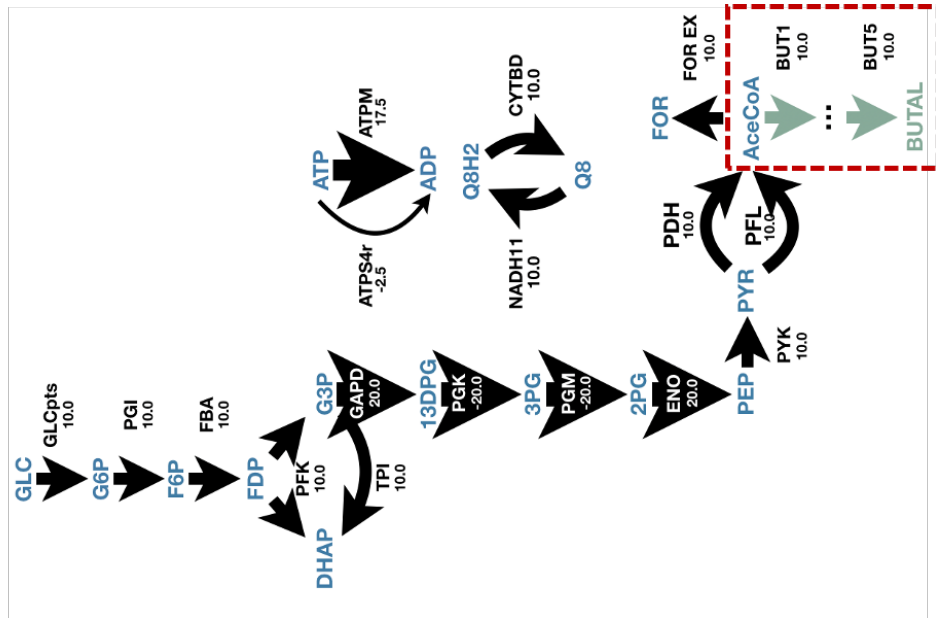 GLC
GLCpts
10.0
G6P
PGI
10.0
F6P
FBA
10.0
FDP
PFK
10.0
DHAP
G3P
TPI
10.0
GAPD
20.0
13DPG
PGK
-20.0
3PG
PGM
-20.0
2PG
ENO
20.0
PEP
PYK
10.0
PYR
PDH
10.0
PFL
10.0
ATP
ATPM
17.5
ATPS4r
-2.5
ADP
Q8H2
CYTBD
10.0
NADH11
10.0
Q8
FOR
FOR EX
10.0
AceCoA
BUT1
10.0
...
BUT5
10.0
BUTAL